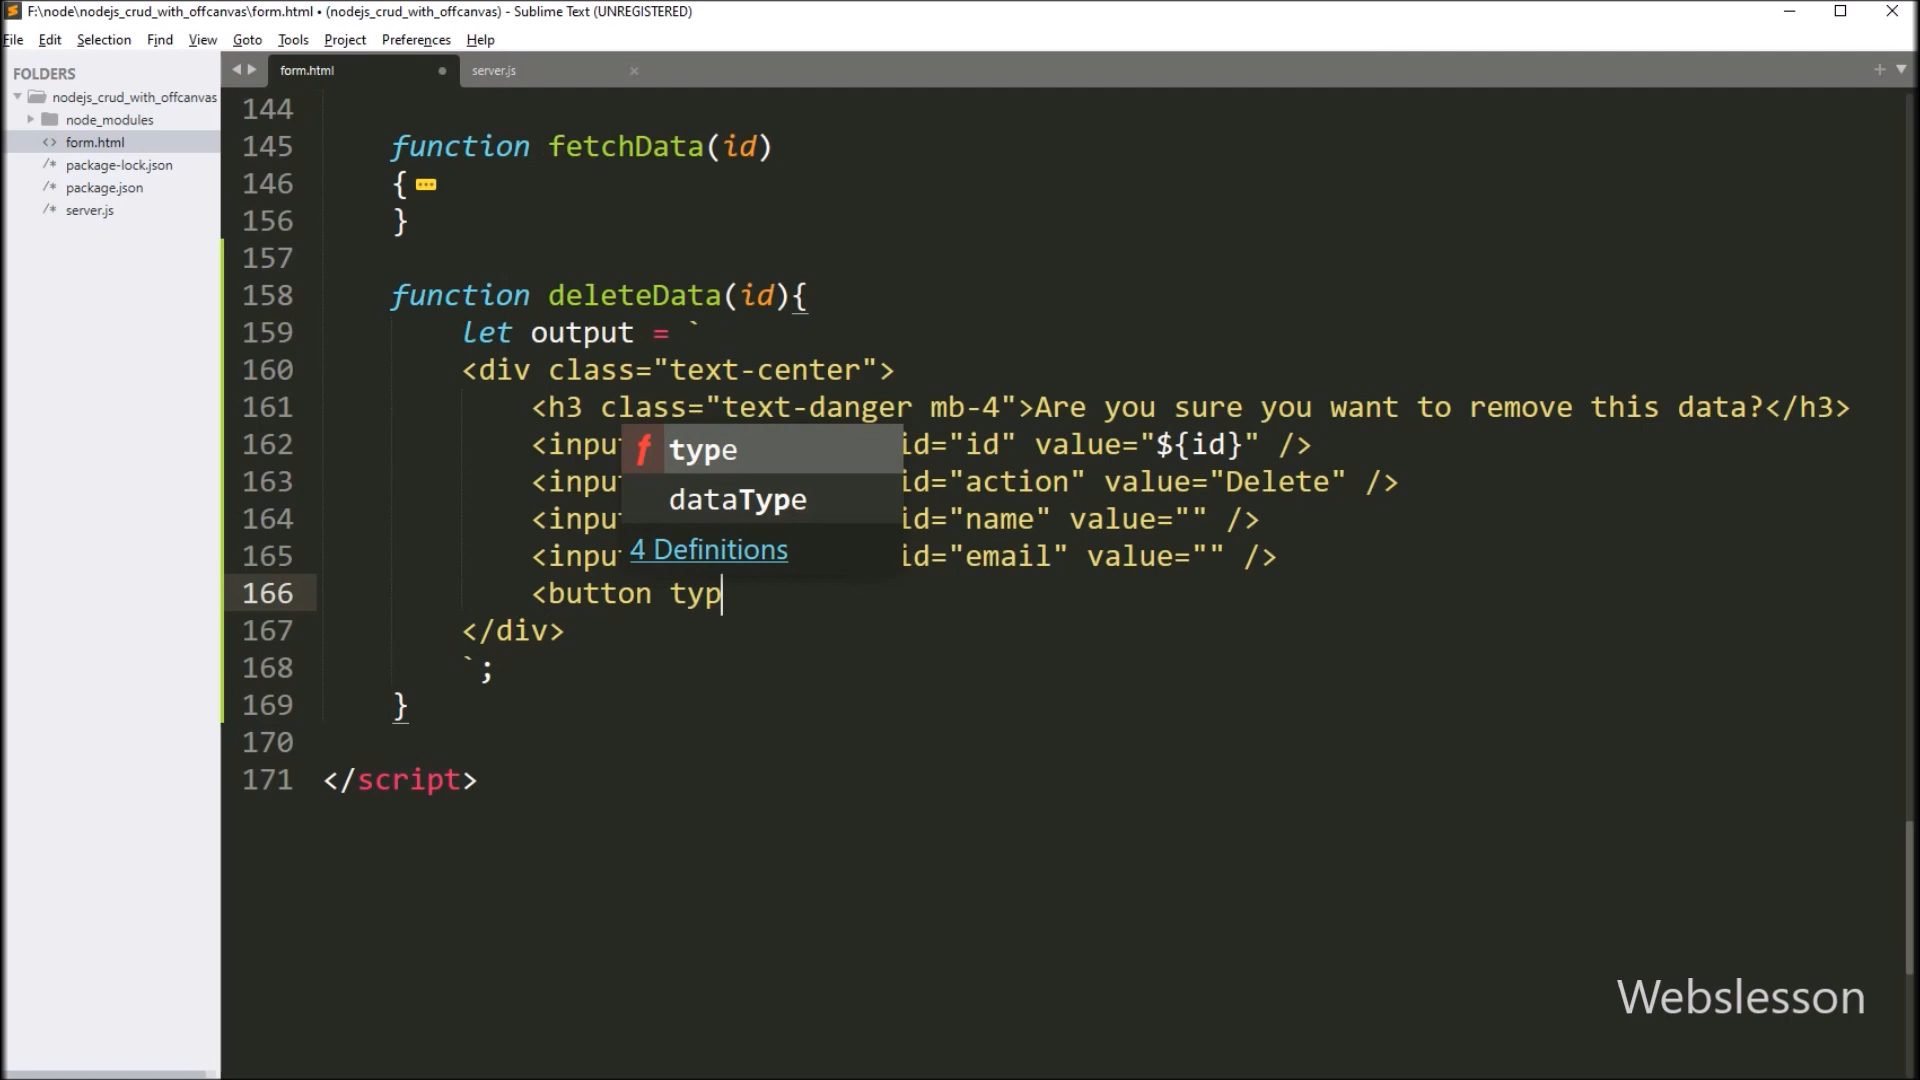 F:\node\nodejs_crud_with_offcanvas\form.html • (nodejs_crud_with_offcanvas) - Sublime Text (UNREGISTERED)
File Edit Selection Find View Goto Tools Project Preferences Help
FOLDERS
nodejs_crud_with_offcanvas
node_modules
<> form.html
/* package-lock.json
/* package.json
/* server.js
form.html server.js
144
145 function fetchData(id)
146 {
156 }
157
158 function deleteData(id){
159 let output = `
160 <div class="text-center">
161 <h3 class="text-danger mb-4">Are you sure you want to remove this data?</h3>
162 <input id="id" value="${id}" />
163 <input id="action" value="Delete" />
164 <input id="name" value="" />
165 <input id="email" value="" />
166 <button typ
167 </div>
168 `;
169 }
170
171 </script>
f type
dataType
4 Definitions
Webslesson